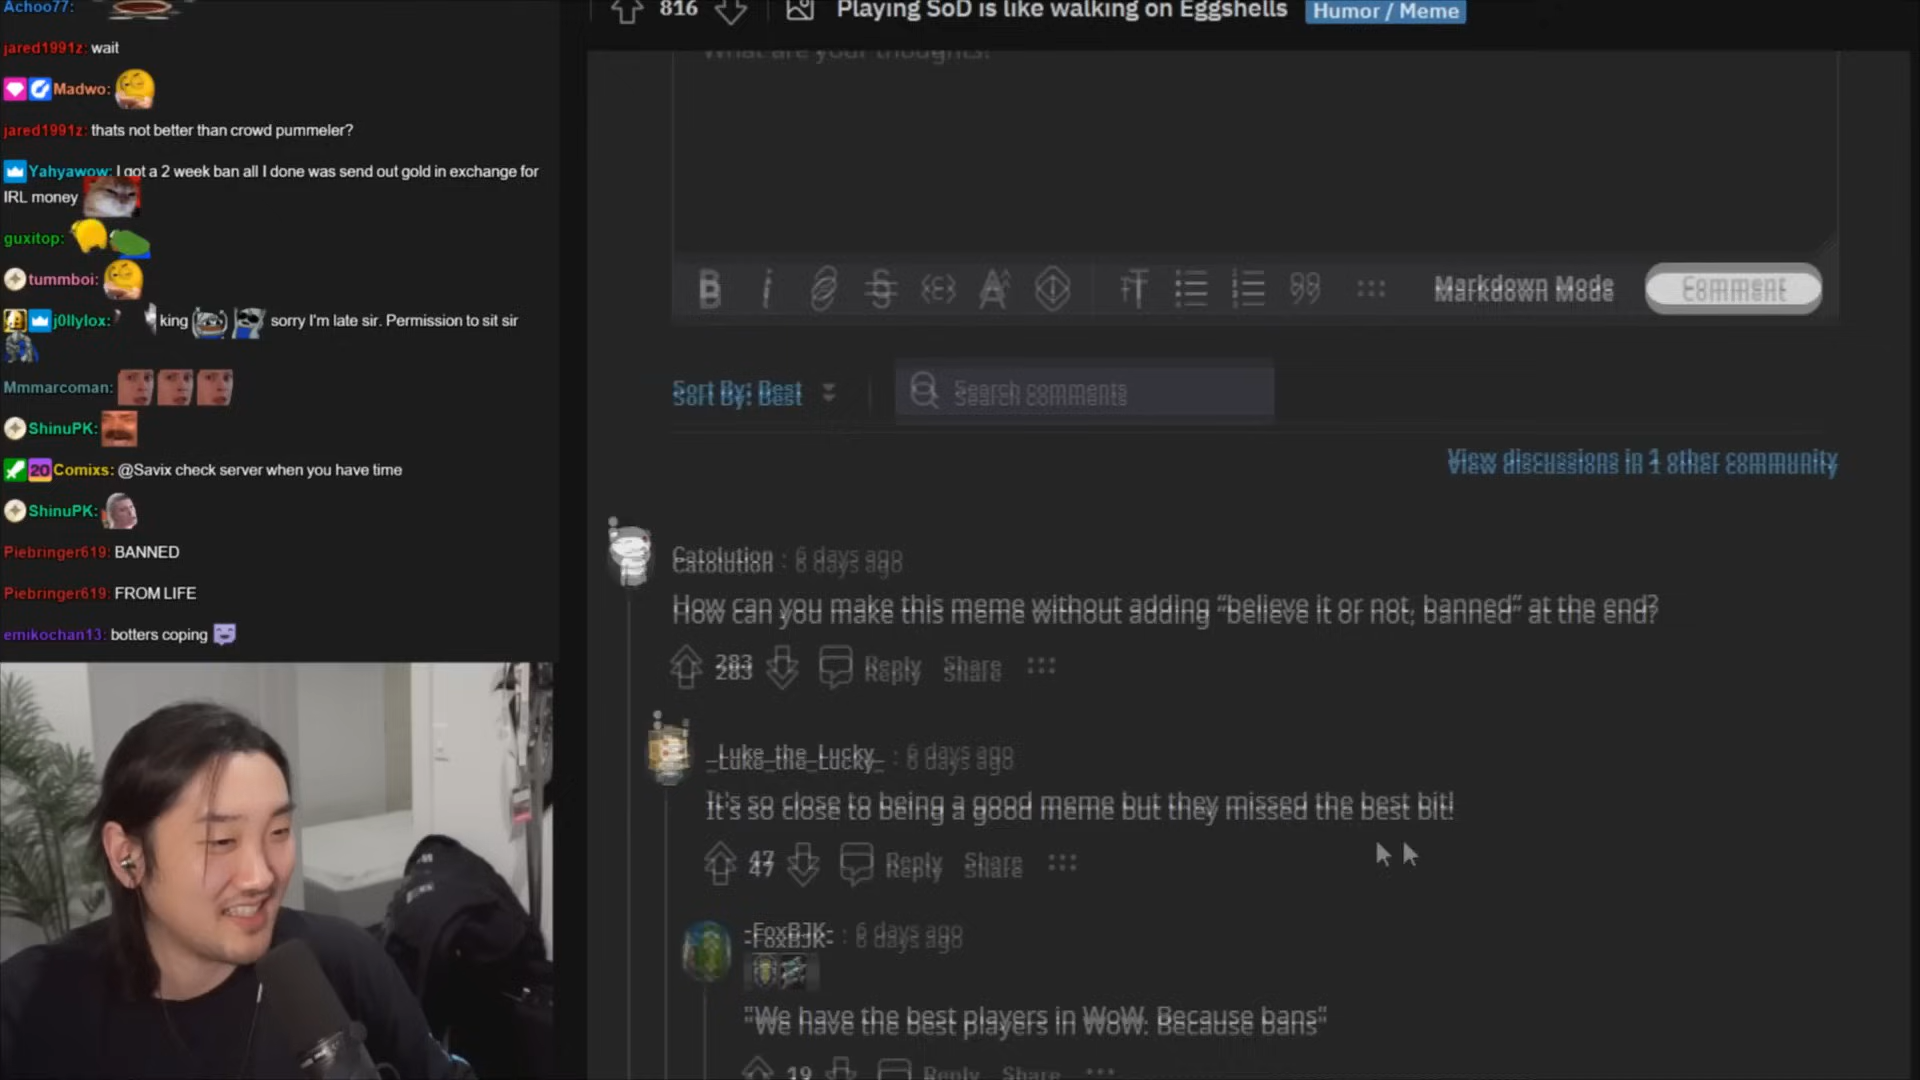 Achoo77:
jared1991z: wait
Madwo:
jared1991z: thats not better than crowd pummeler?
Yahyawow: I got a 2 week ban all I done was send out gold in exchange for
IRL money
guxitop:
tummboi:
j0llylox: king sorry I'm late sir. Permission to sit sir
Mmmarcoman:
ShinuPK:
20 Comixs: @Savix check server when you have time
ShinuPK:
Piebringer619: BANNED
Piebringer619: FROM LIFE
emikochan13: botters coping
816 Playing SoD is like walking on Eggshells Humor / Meme
What are your thoughts?
Markdown Mode Comment
Sort By: Best Search comments
View discussions in 1 other community
Catolution · 6 days ago
How can you make this meme without adding “believe it or not, banned” at the end?
283 Reply Share
_Luke_the_Lucky_ · 6 days ago
It's so close to being a good meme but they missed the best bit!
47 Reply Share
-FoxBJK- · 6 days ago
"We have the best players in WoW. Because bans"
19 Reply Share